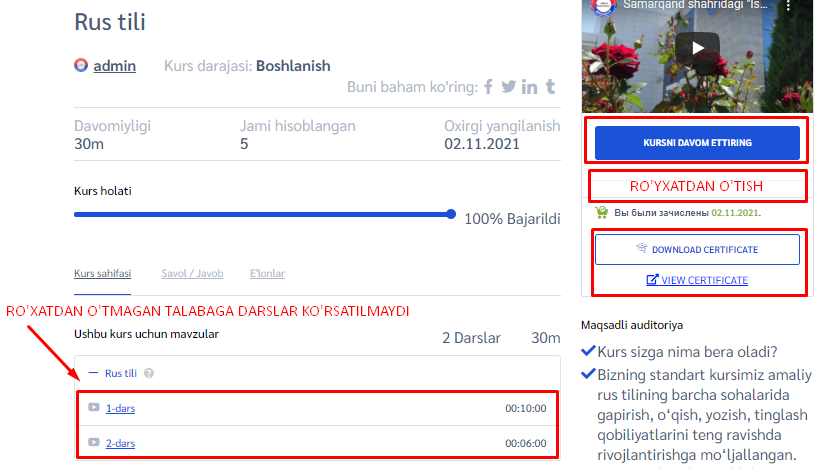 Rus tili
admin Kurs darajasi: Boshlanish
Buni baham ko'ring:
Davomiyligi Jami hisoblangan Oxirgi yangilanish
30m 5 02.11.2021
Kurs holati
100% Bajarildi
Kurs sahifasi Savol / Javob E'lonlar
RO'XATDAN O'TMAGAN TALABAGA DARSLAR KO'RSATILMAYDI
Ushbu kurs uchun mavzular 2 Darslar 30m
Rus tili
1-dars 00:10:00
2-dars 00:06:00
Samarqand shahridagi "Is...
KURSNI DAVOM ETTIRING
RO'YXATDAN O'TISH
Вы были зачислены 02.11.2021.
DOWNLOAD CERTIFICATE
VIEW CERTIFICATE
Maqsadli auditoriya
Kurs sizga nima bera oladi?
Bizning standart kursimiz amaliy
rus tilining barcha sohalarida
gapirish, o'qish, yozish, tinglash
qobiliyatlarini teng ravishda
rivojlantirishga mo'ljallangan.